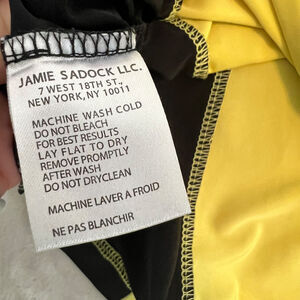 JAMIE SADOCK LLC.
7 WEST 18TH ST.,
NEW YORK, NY 10011
MACHINE WASH COLD
DO NOT BLEACH
FOR BEST RESULTS
LAY FLAT TO DRY
REMOVE PROMPTLY
AFTER WASH
DO NOT DRYCLEAN
MACHINE LAVER A FROID
NE PAS BLANCHIR